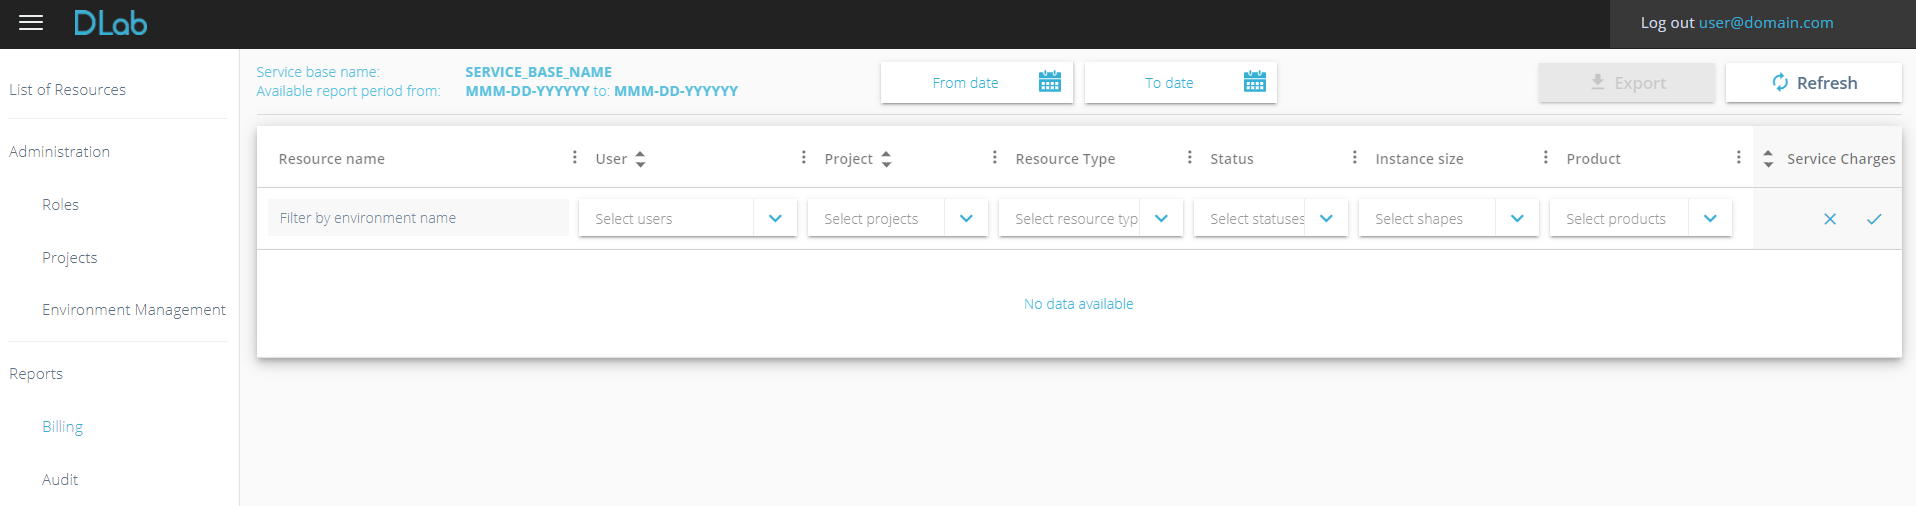 DLab
Log out user@domain.com
List of Resources
Administration
Roles
Projects
Environment Management
Reports
Billing
Audit
Service base name: SERVICE_BASE_NAME
Available report period from: MMM-DD-YYYYYY to: MMM-DD-YYYYYY
From date To date Export Refresh
Resource name User Project Resource Type Status Instance size Product Service Charges
Filter by environment name Select users Select projects Select resource typ Select statuses Select shapes Select products
No data available